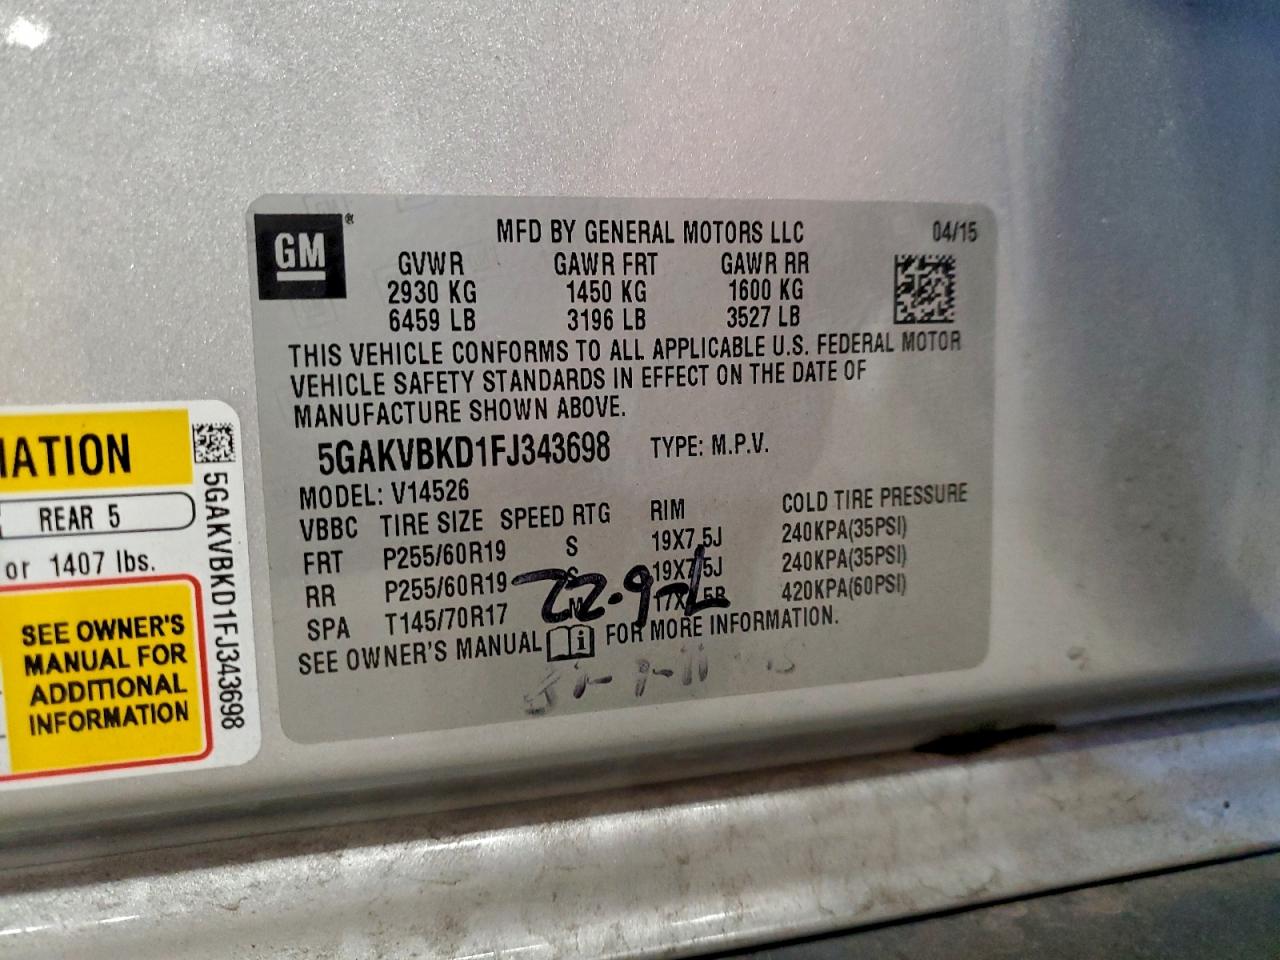 GM®
MFD BY GENERAL MOTORS LLC 04/15
GVWR GAWR FRT GAWR RR
2930 KG 1450 KG 1600 KG
6459 LB 3196 LB 3527 LB
THIS VEHICLE CONFORMS TO ALL APPLICABLE U.S. FEDERAL MOTOR
VEHICLE SAFETY STANDARDS IN EFFECT ON THE DATE OF
MANUFACTURE SHOWN ABOVE.
5GAKVBKD1FJ343698 TYPE: M.P.V.
MODEL: V14526
VBBC TIRE SIZE SPEED RTG RIM COLD TIRE PRESSURE
FRT P255/60R19 S 19X7.5J 240KPA(35PSI)
RR P255/60R19 S 19X7.5J 240KPA(35PSI)
SPA T145/70R17 M 420KPA(60PSI)
SEE OWNER'S MANUAL i FOR MORE INFORMATION.
22-9-L
MATION
REAR 5
or 1407 lbs.
SEE OWNER'S
MANUAL FOR
ADDITIONAL
INFORMATION
5GAKVBKD1FJ343698